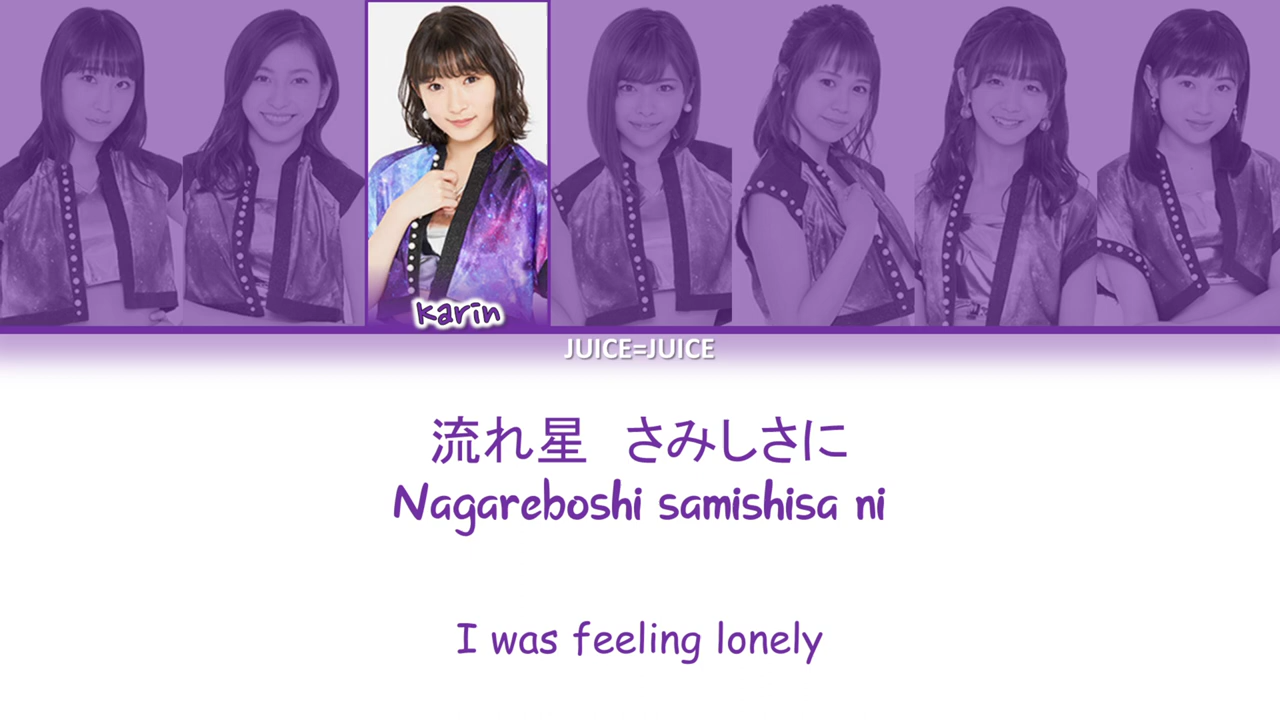 Karin
JUICE=JUICE
流れ星　さみしさに
Nagareboshi samishisa ni
I was feeling lonely